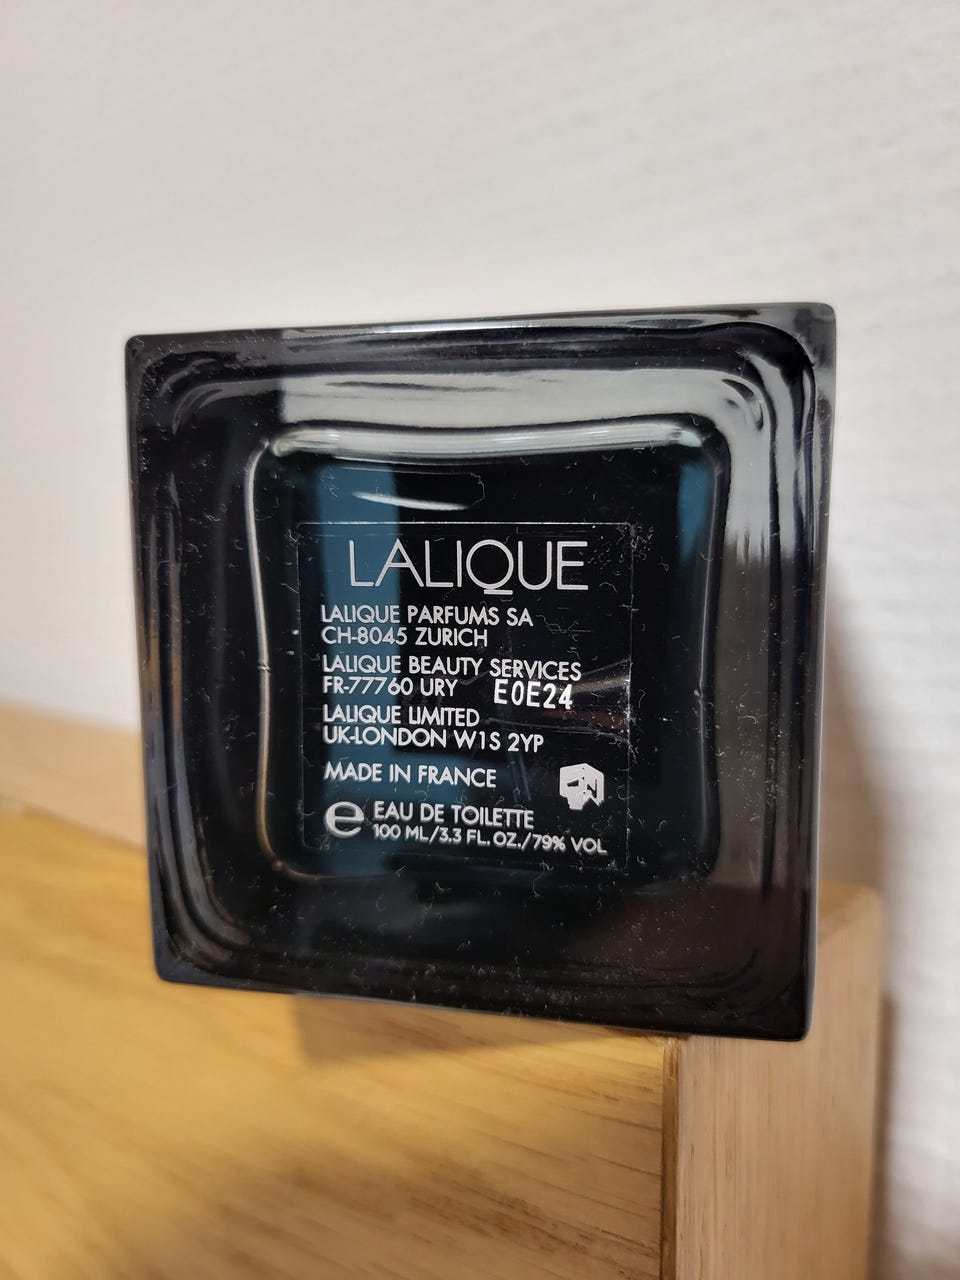 LALIQUE
LALIQUE PARFUMS SA
CH-8045 ZURICH
LALIQUE BEAUTY SERVICES
FR-77760 URY E0E24
LALIQUE LIMITED
UK-LONDON W1S 2YP
MADE IN FRANCE
e EAU DE TOILETTE
100 ML/3.3 FL. OZ./79% VOL